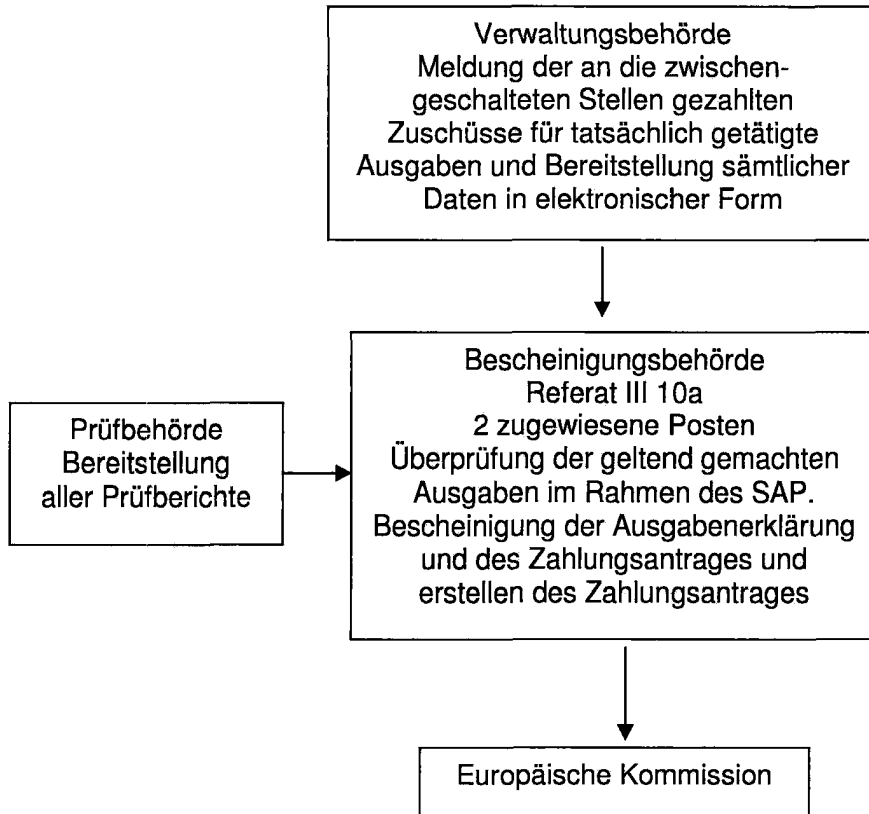 Verwaltungsbehörde
Meldung der an die zwischen-
geschalteten Stellen gezahlten
Zuschüsse für tatsächlich getätigte
Ausgaben und Bereitstellung sämtlicher
Daten in elektronischer Form
Prüfbehörde
Bereitstellung
aller Prüfberichte
Bescheinigungsbehörde
Referat III 10a
2 zugewiesene Posten
Überprüfung der geltend gemachten
Ausgaben im Rahmen des SAP.
Bescheinigung der Ausgabenerklärung
und des Zahlungsantrages und
erstellen des Zahlungsantrages
Europäische Kommission